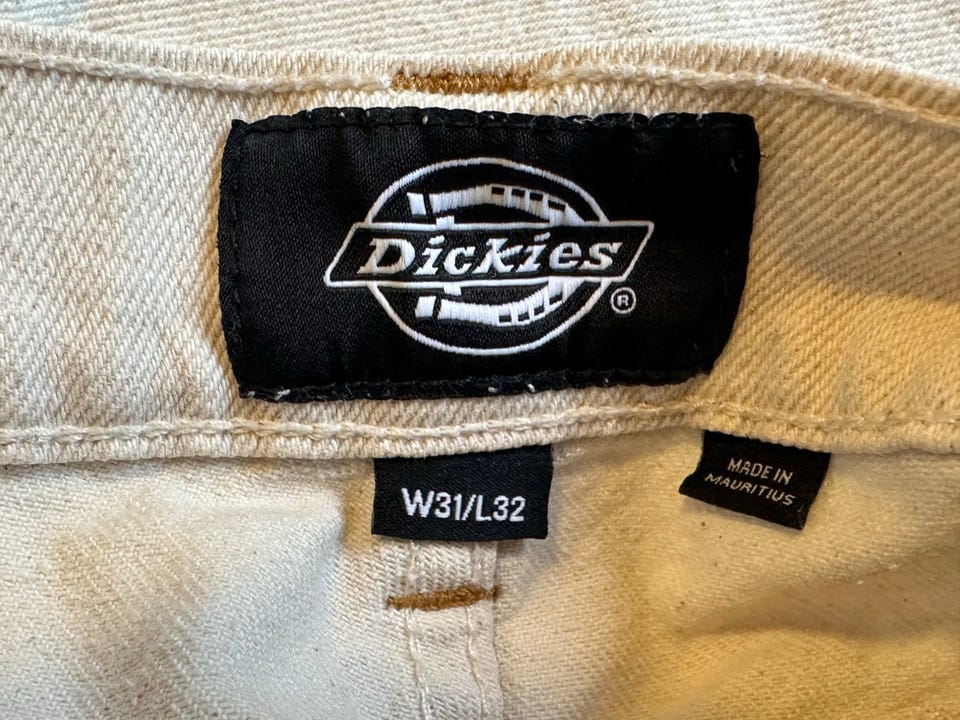 Dickies
®
W31/L32
MADE IN
MAURITIUS